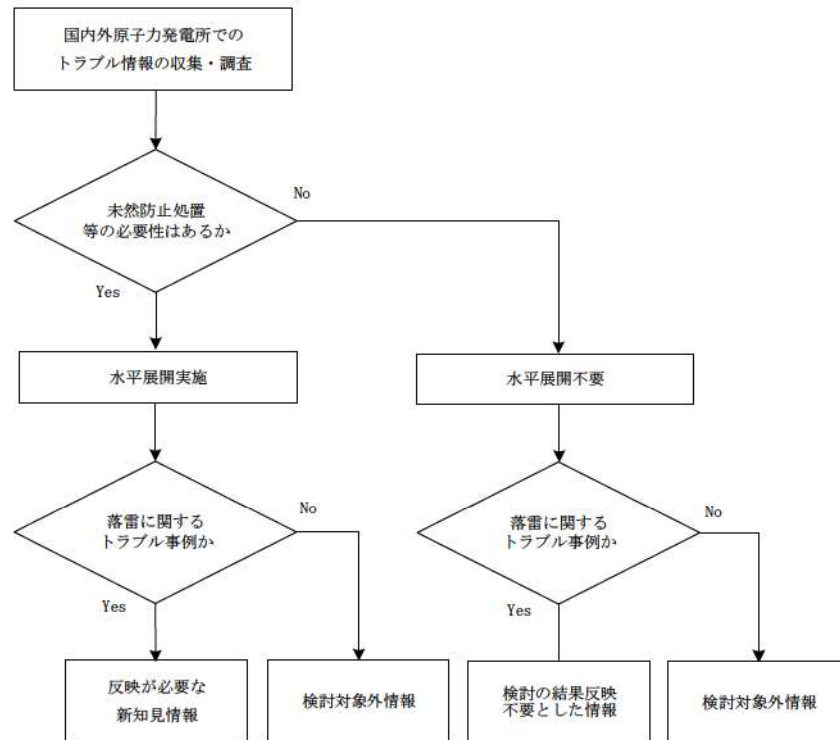 国内外原子力発電所での
トラブル情報の収集・調査
未然防止処置
等の必要性はあるか
No
Yes
水平展開実施
水平展開不要
落雷に関する
トラブル事例か
No
Yes
落雷に関する
トラブル事例か
No
Yes
反映が必要な
新知見情報
検討対象外情報
検討の結果反映
不要とした情報
検討対象外情報